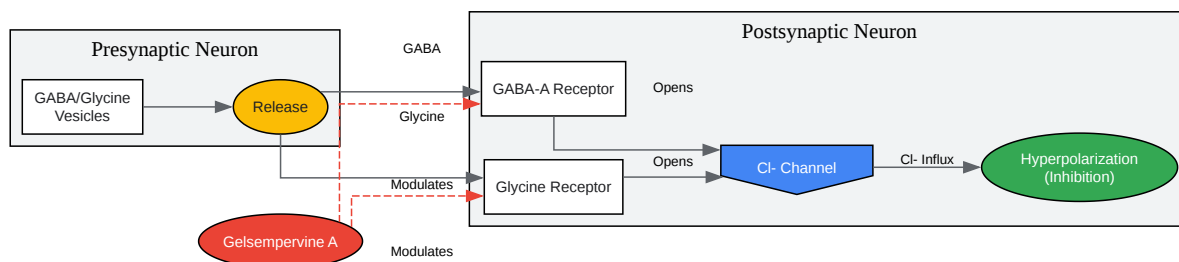 Presynaptic Neuron
GABA/Glycine
Vesicles
Release
GABA
Glycine
Modulates
Gelsempervine A
Modulates
Postsynaptic Neuron
GABA-A Receptor
Opens
Glycine Receptor
Opens
Cl- Channel
Cl- Influx
Hyperpolarization
(Inhibition)